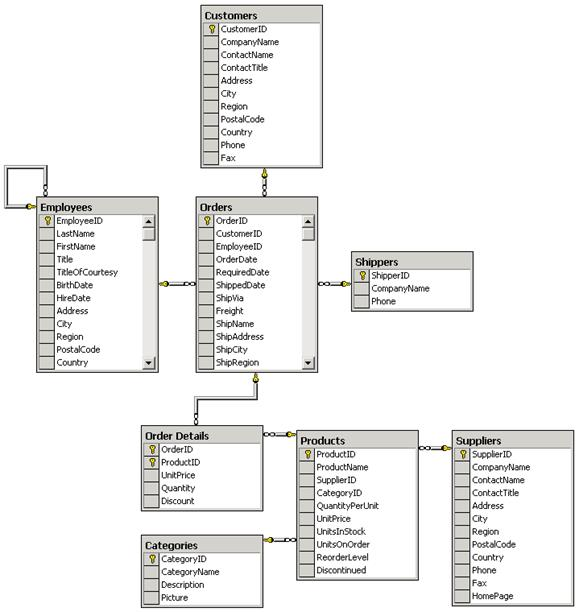 Customers
CustomerID
CompanyName
ContactName
ContactTitle
Address
City
Region
PostalCode
Country
Phone
Fax
Employees
EmployeeID
LastName
FirstName
Title
TitleOfCourtesy
BirthDate
HireDate
Address
City
Region
PostalCode
Country
Orders
OrderID
CustomerID
EmployeeID
OrderDate
RequiredDate
ShippedDate
ShipVia
Freight
ShipName
ShipAddress
ShipCity
ShipRegion
Shippers
ShipperID
CompanyName
Phone
Order Details
OrderID
ProductID
UnitPrice
Quantity
Discount
Products
ProductID
ProductName
SupplierID
CategoryID
QuantityPerUnit
UnitPrice
UnitsInStock
UnitsOnOrder
ReorderLevel
Discontinued
Suppliers
SupplierID
CompanyName
ContactName
ContactTitle
Address
City
Region
PostalCode
Country
Phone
Fax
HomePage
Categories
CategoryID
CategoryName
Description
Picture